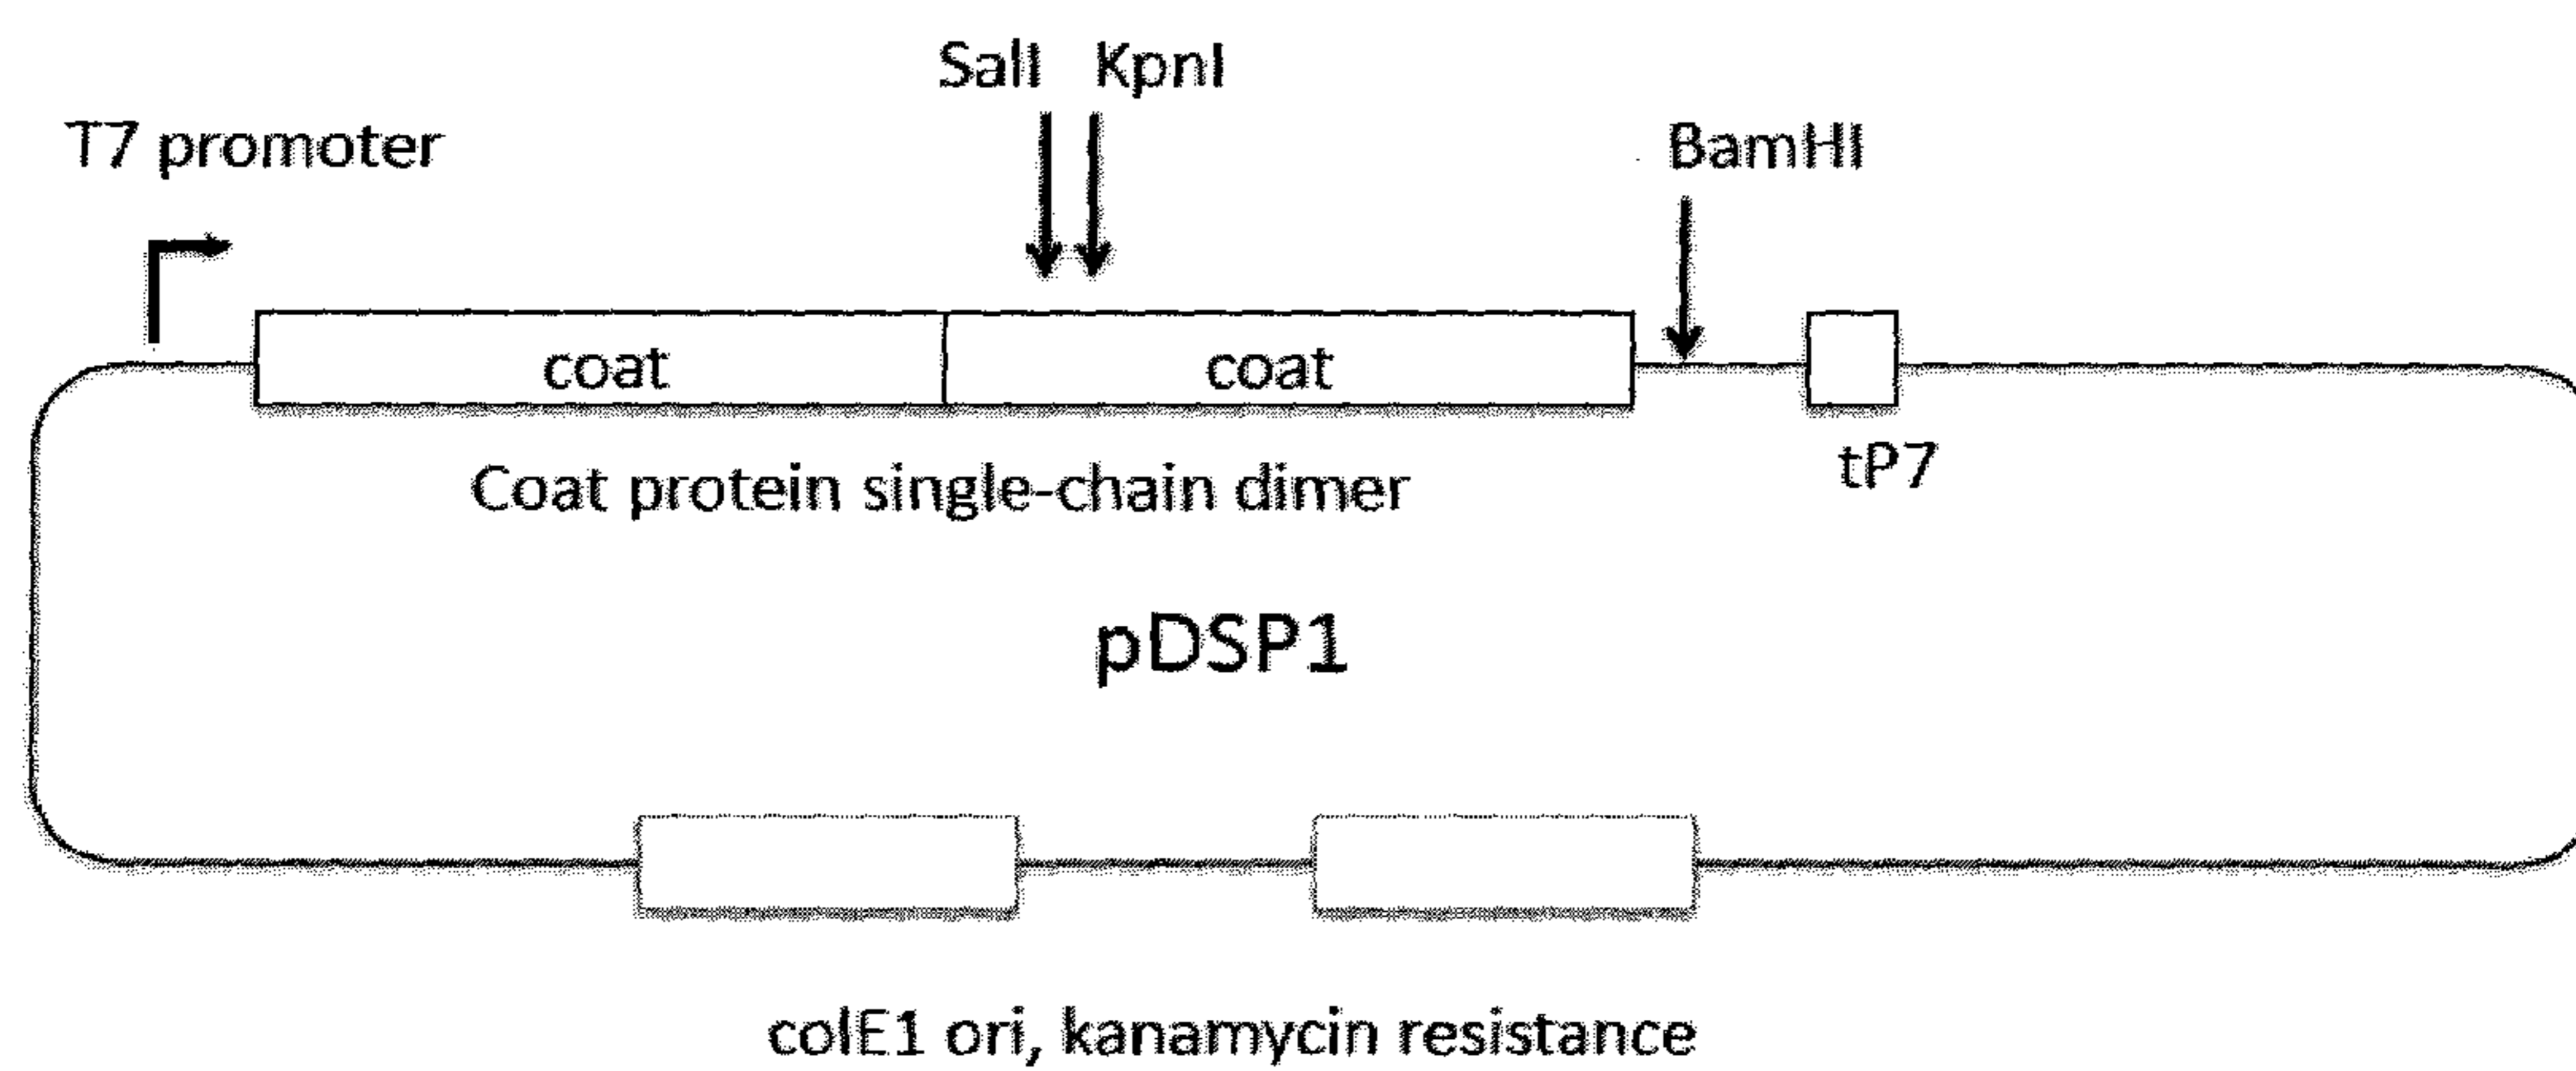 SalI KpnI
T7 promoter
BamHI
coat
coat
Coat protein single-chain dimer
tP7
pDSP1
colE1 ori, kanamycin resistance